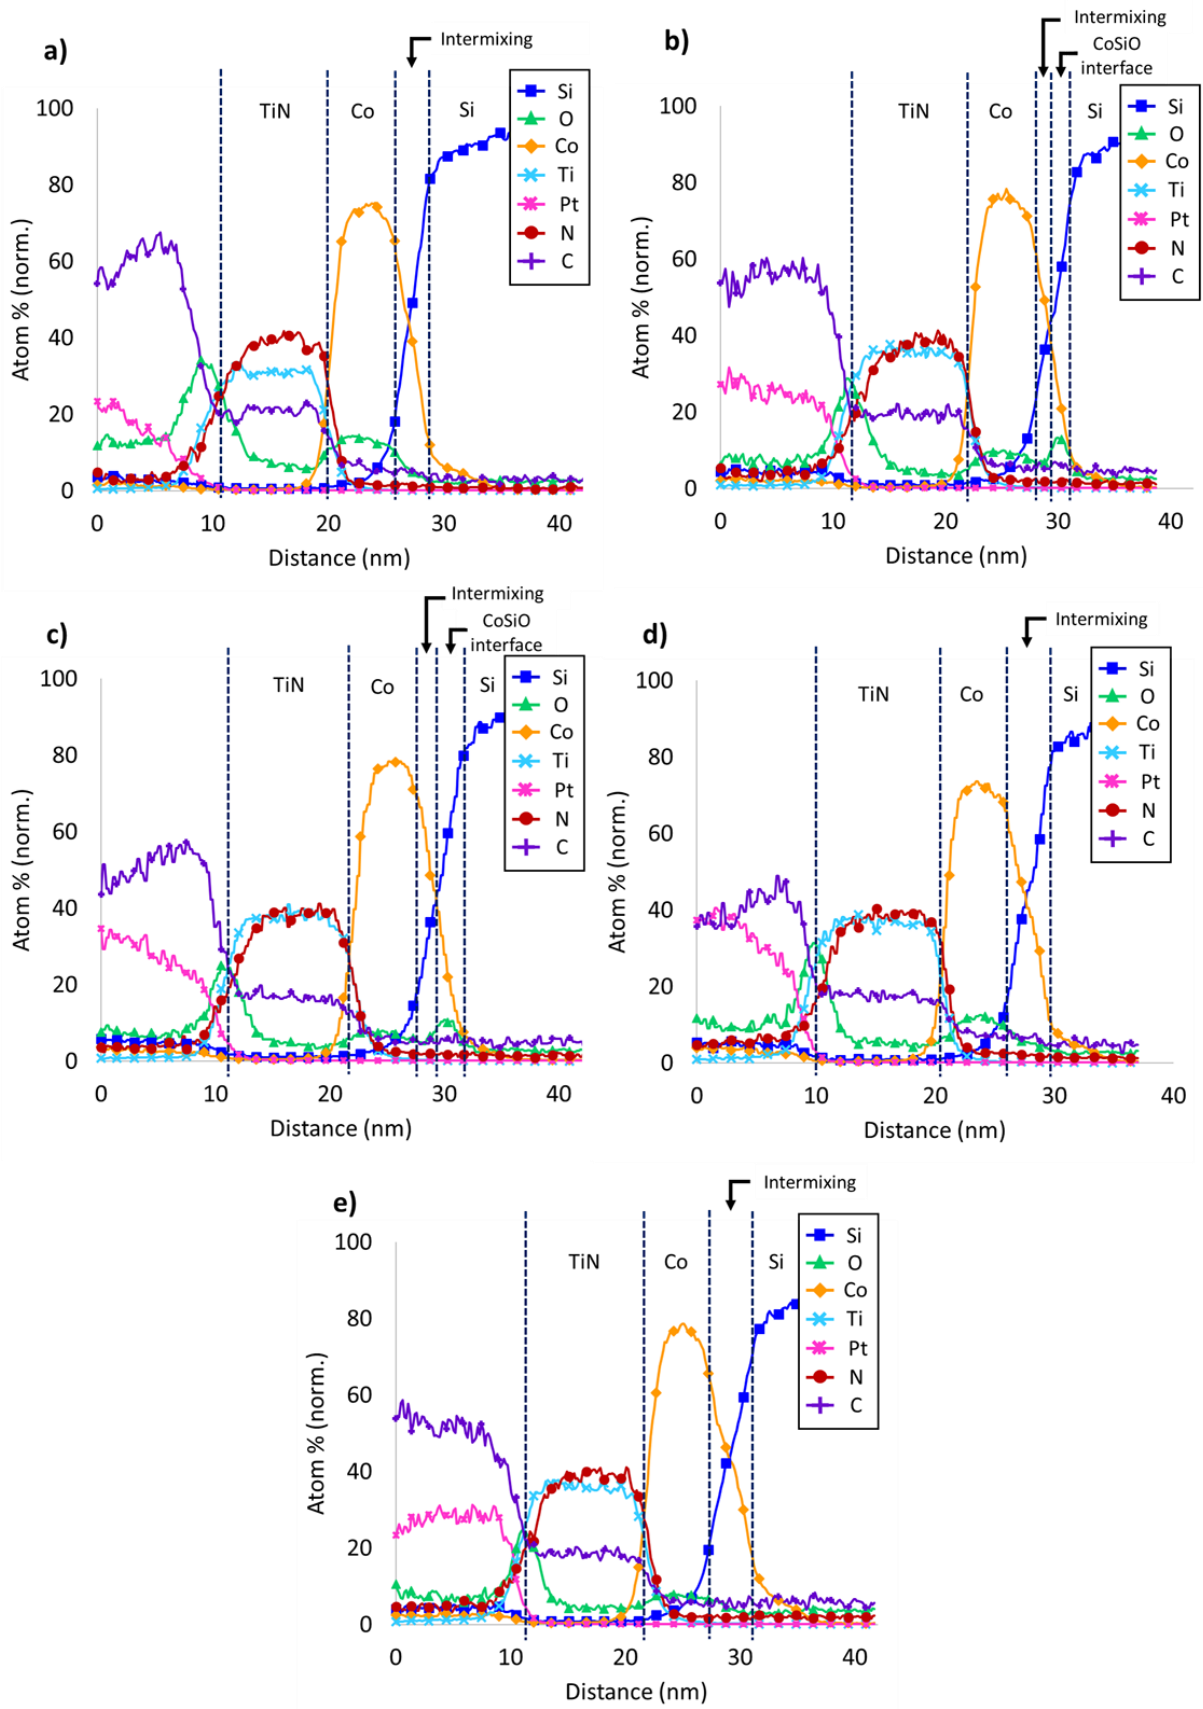 a)
Intermixing
TiN
Co
Si
Si
O
Co
Ti
Pt
N
C
100
80
60
40
20
0
Atom % (norm.)
0 10 20 30 40
Distance (nm)
b)
Intermixing
CoSiO
interface
TiN
Co
Si
Si
O
Co
Ti
Pt
N
C
100
80
60
40
20
0
Atom % (norm.)
0 10 20 30 40
Distance (nm)
c)
Intermixing
CoSiO
interface
TiN
Co
Si
Si
O
Co
Ti
Pt
N
C
100
80
60
40
20
0
Atom % (norm.)
0 10 20 30 40
Distance (nm)
d)
Intermixing
TiN
Co
Si
Si
O
Co
Ti
Pt
N
C
100
80
60
40
20
0
Atom % (norm.)
0 10 20 30 40
Distance (nm)
e)
Intermixing
TiN
Co
Si
Si
O
Co
Ti
Pt
N
C
100
80
60
40
20
0
Atom % (norm.)
0 10 20 30 40
Distance (nm)